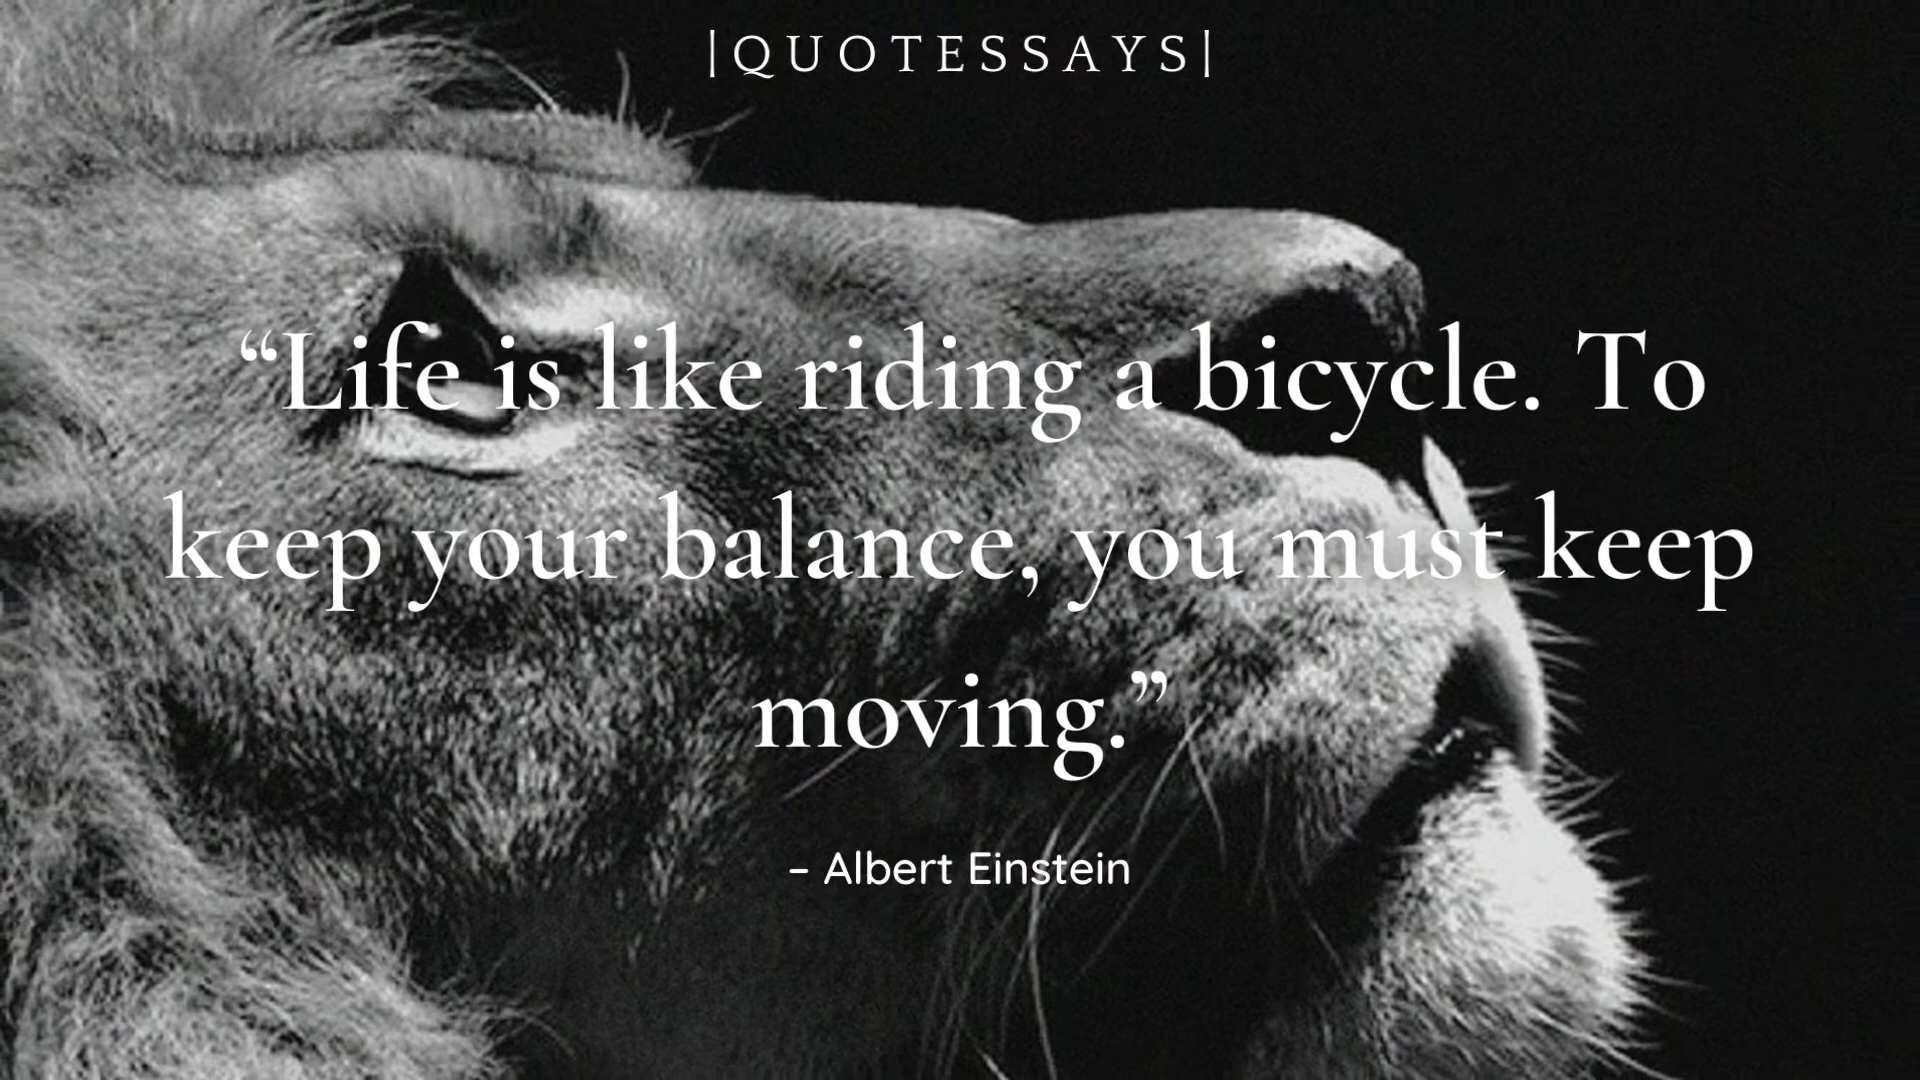 |QUOTESSAYS|
“Life is like riding a bicycle. To
keep your balance, you must keep
moving.”
– Albert Einstein